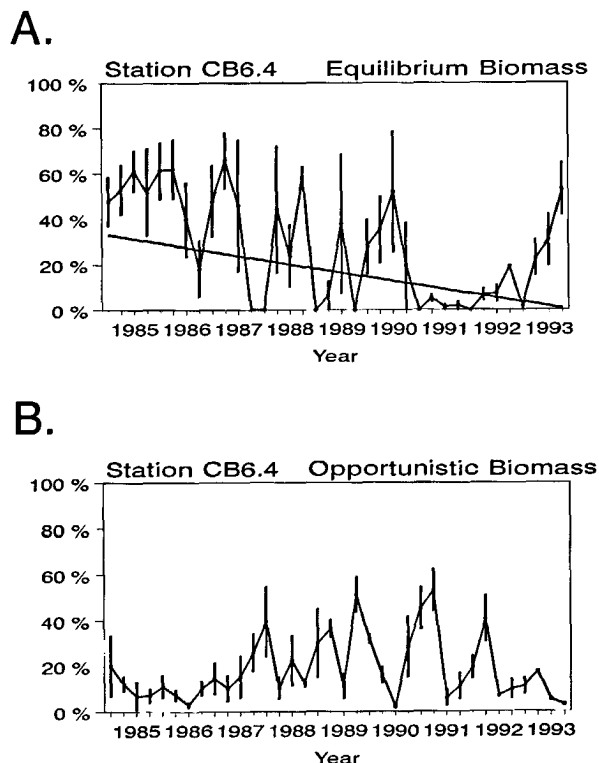 A.
Station CB6.4 Equilibrium Biomass
100 %
80 %
60 %
40 %
20 %
0 %
1985 1986 1987 1988 1989 1990 1991 1992 1993
Year
B.
Station CB6.4 Opportunistic Biomass
100 %
80 %
60 %
40 %
20 %
0 %
1985 1986 1987 1988 1989 1990 1991 1992 1993
Year